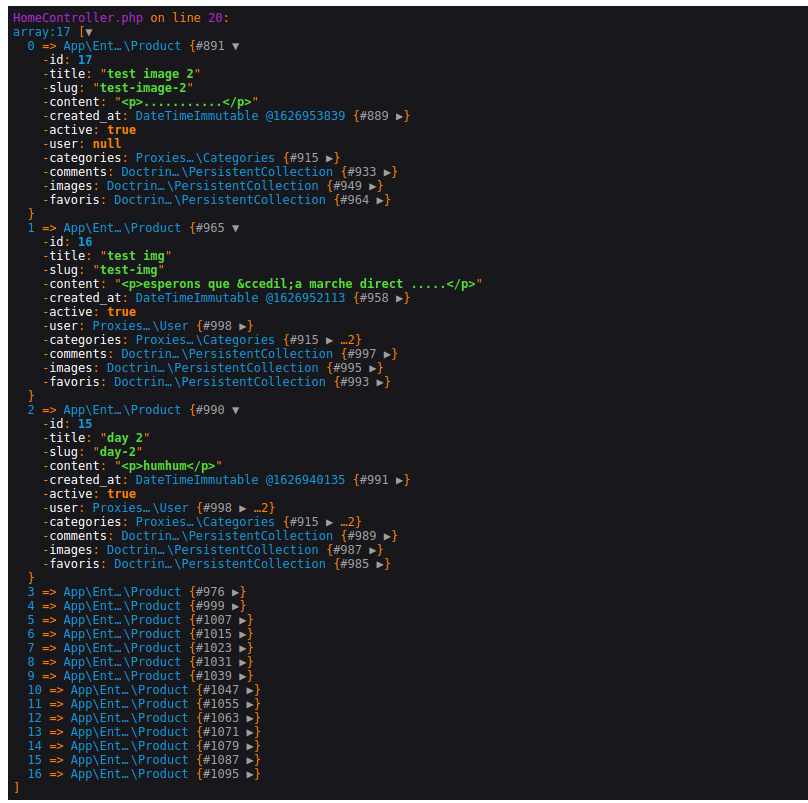 HomeController.php on line 20:
array:17 [▼
  0 => App\Ent…\Product {#891 ▼
    -id: 17
    -title: "test image 2"
    -slug: "test-image-2"
    -content: "<p>...........</p>"
    -created_at: DateTimeImmutable @1626953839 {#889 ▶}
    -active: true
    -user: null
    -categories: Proxies…\Categories {#915 ▶}
    -comments: Doctrin…\PersistentCollection {#933 ▶}
    -images: Doctrin…\PersistentCollection {#949 ▶}
    -favoris: Doctrin…\PersistentCollection {#964 ▶}
  }
  1 => App\Ent…\Product {#965 ▼
    -id: 16
    -title: "test img"
    -slug: "test-img"
    -content: "<p>esperons que &ccedil;a marche direct .....</p>"
    -created_at: DateTimeImmutable @1626952113 {#958 ▶}
    -active: true
    -user: Proxies…\User {#998 ▶}
    -categories: Proxies…\Categories {#915 ▶ …2}
    -comments: Doctrin…\PersistentCollection {#997 ▶}
    -images: Doctrin…\PersistentCollection {#995 ▶}
    -favoris: Doctrin…\PersistentCollection {#993 ▶}
  }
  2 => App\Ent…\Product {#990 ▼
    -id: 15
    -title: "day 2"
    -slug: "day-2"
    -content: "<p>humhum</p>"
    -created_at: DateTimeImmutable @1626940135 {#991 ▶}
    -active: true
    -user: Proxies…\User {#998 ▶ …2}
    -categories: Proxies…\Categories {#915 ▶ …2}
    -comments: Doctrin…\PersistentCollection {#989 ▶}
    -images: Doctrin…\PersistentCollection {#987 ▶}
    -favoris: Doctrin…\PersistentCollection {#985 ▶}
  }
  3 => App\Ent…\Product {#976 ▶}
  4 => App\Ent…\Product {#999 ▶}
  5 => App\Ent…\Product {#1007 ▶}
  6 => App\Ent…\Product {#1015 ▶}
  7 => App\Ent…\Product {#1023 ▶}
  8 => App\Ent…\Product {#1031 ▶}
  9 => App\Ent…\Product {#1039 ▶}
  10 => App\Ent…\Product {#1047 ▶}
  11 => App\Ent…\Product {#1055 ▶}
  12 => App\Ent…\Product {#1063 ▶}
  13 => App\Ent…\Product {#1071 ▶}
  14 => App\Ent…\Product {#1079 ▶}
  15 => App\Ent…\Product {#1087 ▶}
  16 => App\Ent…\Product {#1095 ▶}
]